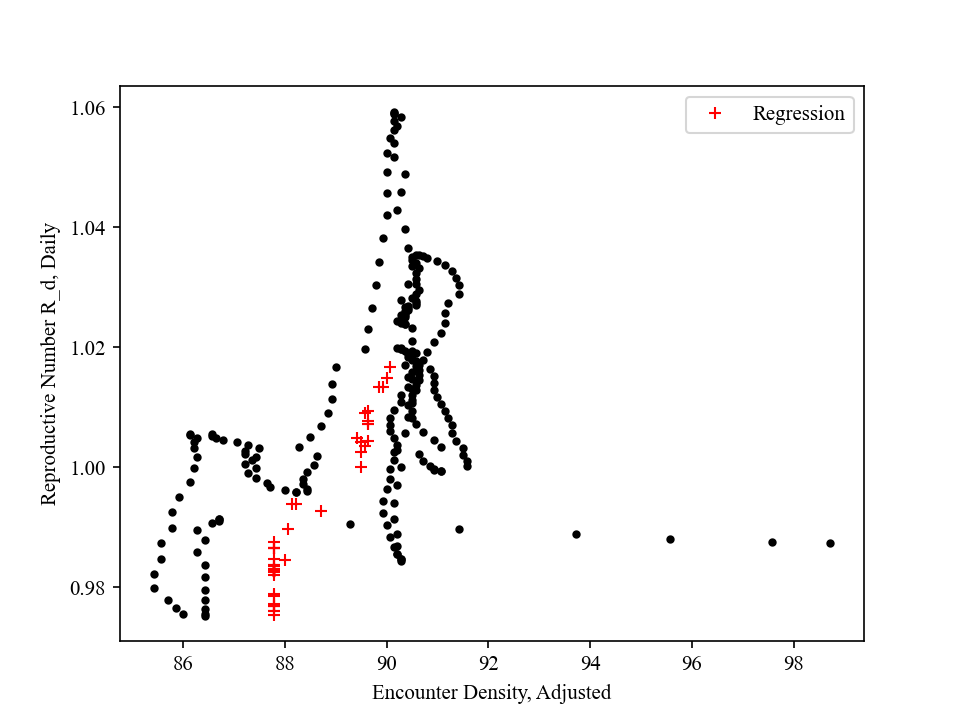 Regression
1.06
1.04
1.02
1.00
0.98
Reproductive Number R_d, Daily
86 88 90 92 94 96 98
Encounter Density, Adjusted